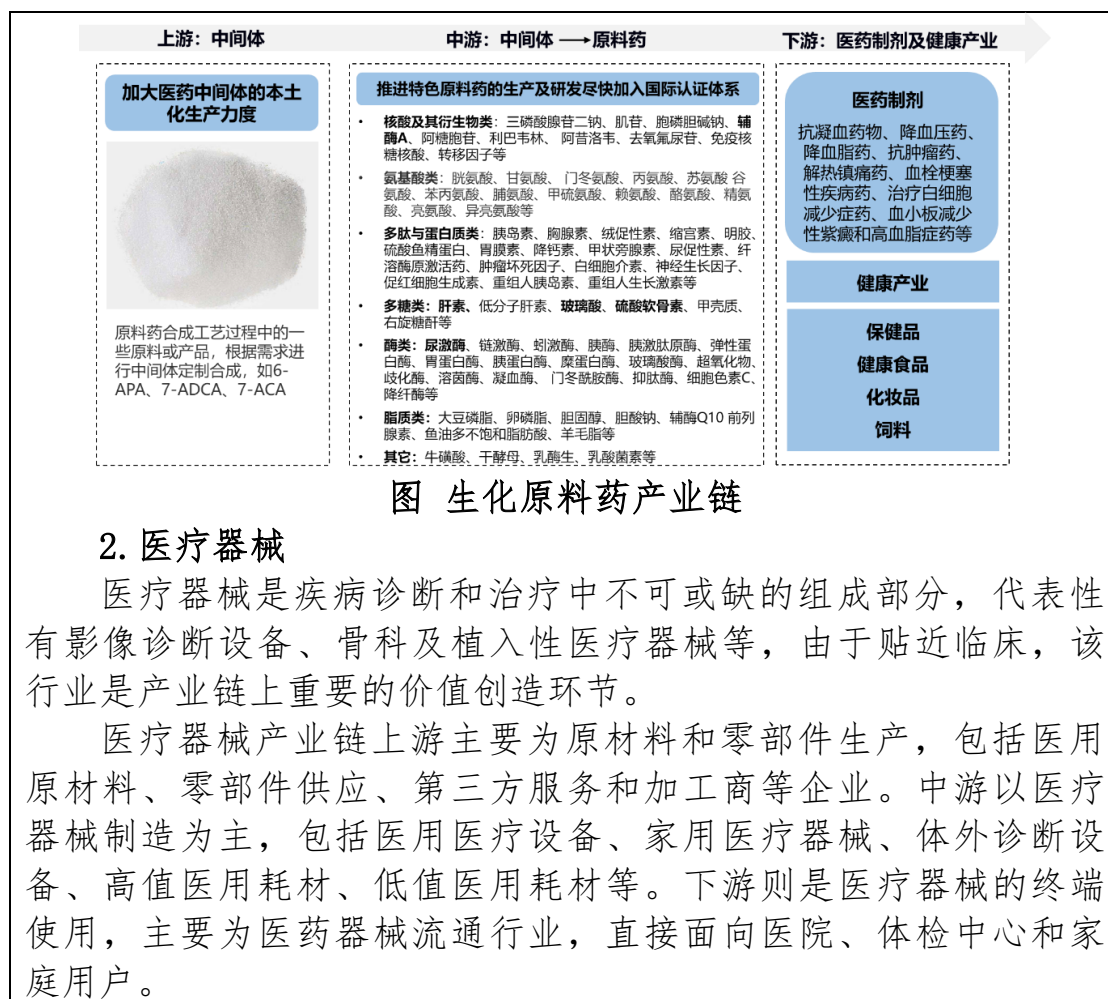 上游：中间体
中游：中间体 ⟶原料药
下游：医药制剂及健康产业
加大医药中间体的本土
化生产力度
原料药合成工艺过程中的一
些原料或产品，根据需求进
行中间体定制合成，如6-
APA、7-ADCA、7-ACA
推进特色原料药的生产及研发尽快加入国际认证体系
• 核酸及其衍生物类：三磷酸腺苷二钠、肌苷、胞磷胆碱钠、辅
酶A、阿糖胞苷、利巴韦林、 阿昔洛韦、去氧氟尿苷、免疫核
糖核酸、转移因子等
• 氨基酸类：胱氨酸、甘氨酸、 门冬氨酸、丙氨酸、苏氨酸 谷
氨酸、苯丙氨酸、脯氨酸、甲硫氨酸、赖氨酸、酪氨酸、精氨
酸、亮氨酸、异亮氨酸等
• 多肽与蛋白质类：胰岛素、胸腺素、绒促性素、缩宫素、明胶、
硫酸鱼精蛋白、胃膜素、降钙素、甲状旁腺素、尿促性素、纤
溶酶原激活药、肿瘤坏死因子、白细胞介素、神经生长因子、
促红细胞生成素、重组人胰岛素、重组人生长激素等
• 多糖类：肝素、低分子肝素、玻璃酸、硫酸软骨素、甲壳质、
右旋糖酐等
• 酶类：尿激酶、链激酶、蚓激酶、胰酶、胰激肽原酶、弹性蛋
白酶、胃蛋白酶、胰蛋白酶、糜蛋白酶、玻璃酸酶、超氧化物、
歧化酶、溶菌酶、凝血酶、 门冬酰胺酶、抑肽酶、细胞色素C、
降纤酶等
• 脂质类：大豆磷脂、卵磷脂、胆固醇、胆酸钠、辅酶Q10 前列
腺素、鱼油多不饱和脂肪酸、羊毛脂等
• 其它：牛磺酸、干酵母、乳酶生、乳酸菌素等
医药制剂
抗凝血药物、降血压药、
降血脂药、抗肿瘤药、
解热镇痛药、血栓梗塞
性疾病药、治疗白细胞
减少症药、血小板减少
性紫癜和高血脂症药等
健康产业
保健品
健康食品
化妆品
饲料
图 生化原料药产业链
2.医疗器械
医疗器械是疾病诊断和治疗中不可或缺的组成部分，代表性
有影像诊断设备、骨科及植入性医疗器械等，由于贴近临床，该
行业是产业链上重要的价值创造环节。
医疗器械产业链上游主要为原材料和零部件生产，包括医用
原材料、零部件供应、第三方服务和加工商等企业。中游以医疗
器械制造为主，包括医用医疗设备、家用医疗器械、体外诊断设
备、高值医用耗材、低值医用耗材等。下游则是医疗器械的终端
使用，主要为医药器械流通行业，直接面向医院、体检中心和家
庭用户。